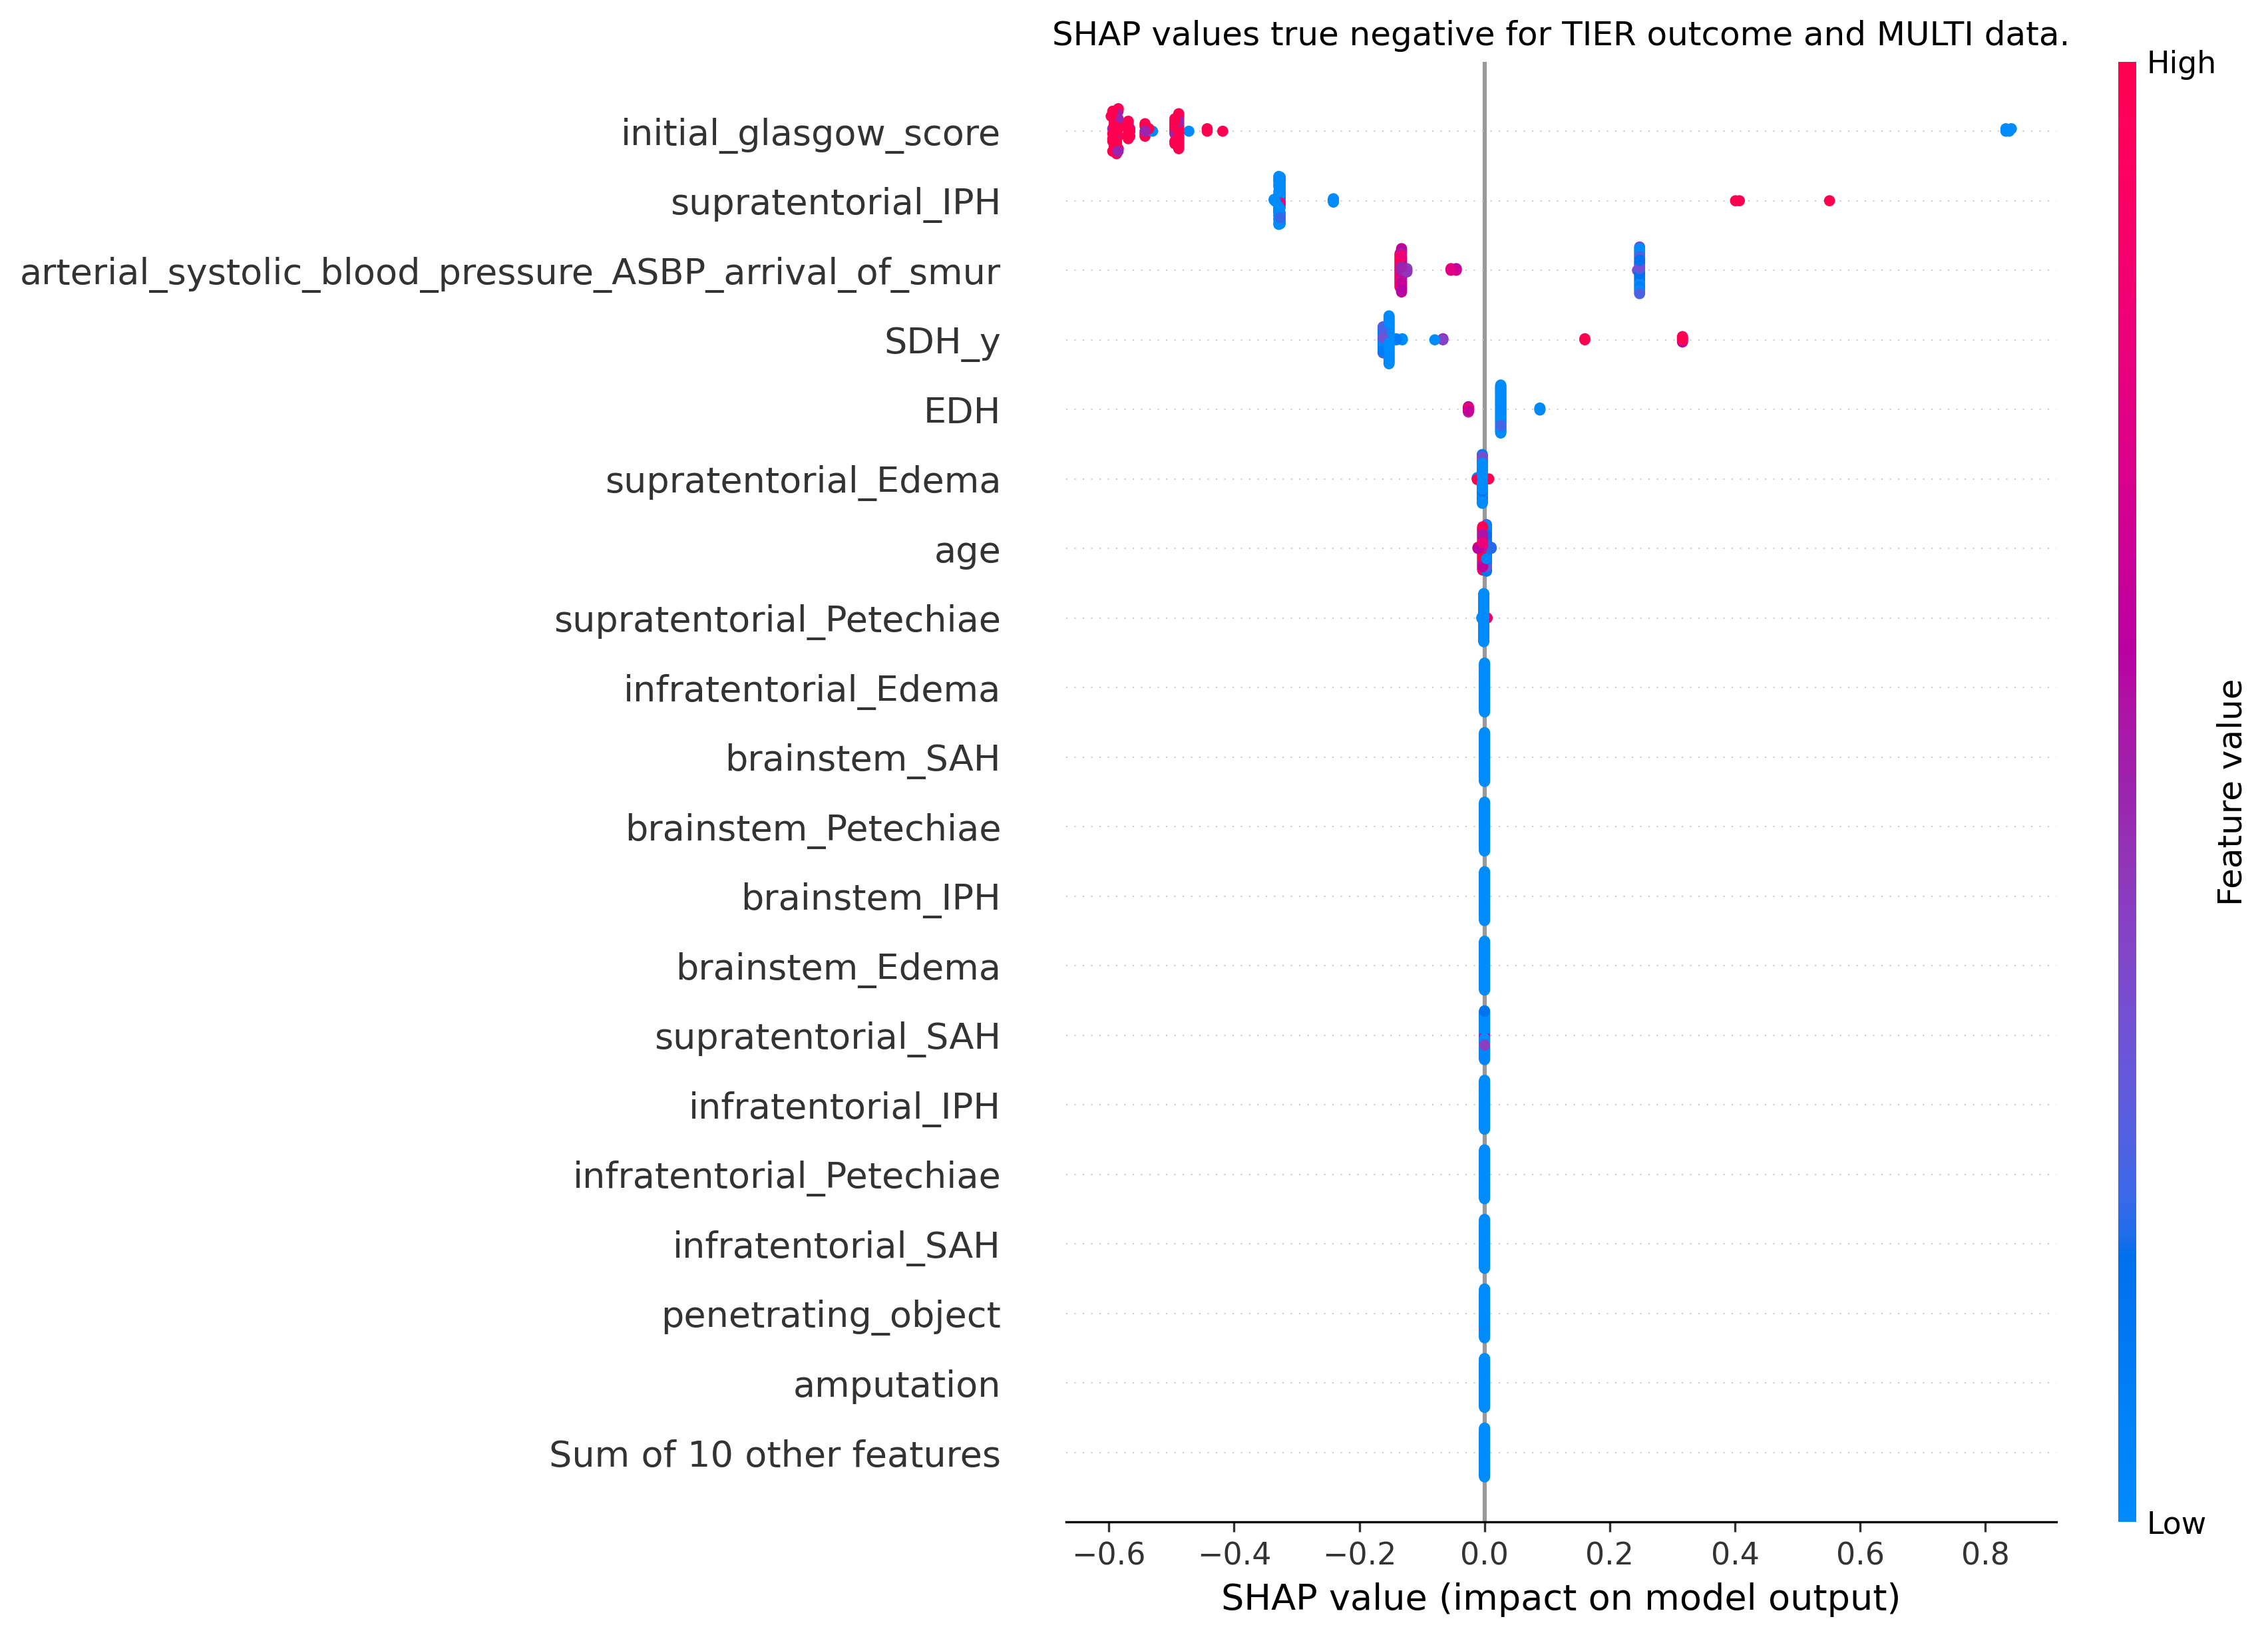 SHAP values true negative for TIER outcome and MULTI data.
High
initial_glasgow_score
supratentorial_IPH
arterial_systolic_blood_pressure_ASBP_arrival_of_smur
SDH_y
EDH
supratentorial_Edema
age
supratentorial_Petechiae
infratentorial_Edema
brainstem_SAH
brainstem_Petechiae
brainstem_IPH
brainstem_Edema
supratentorial_SAH
infratentorial_IPH
infratentorial_Petechiae
infratentorial_SAH
penetrating_object
amputation
Sum of 10 other features
Feature value
Low
−0.6 −0.4 −0.2 0.0 0.2 0.4 0.6 0.8
SHAP value (impact on model output)